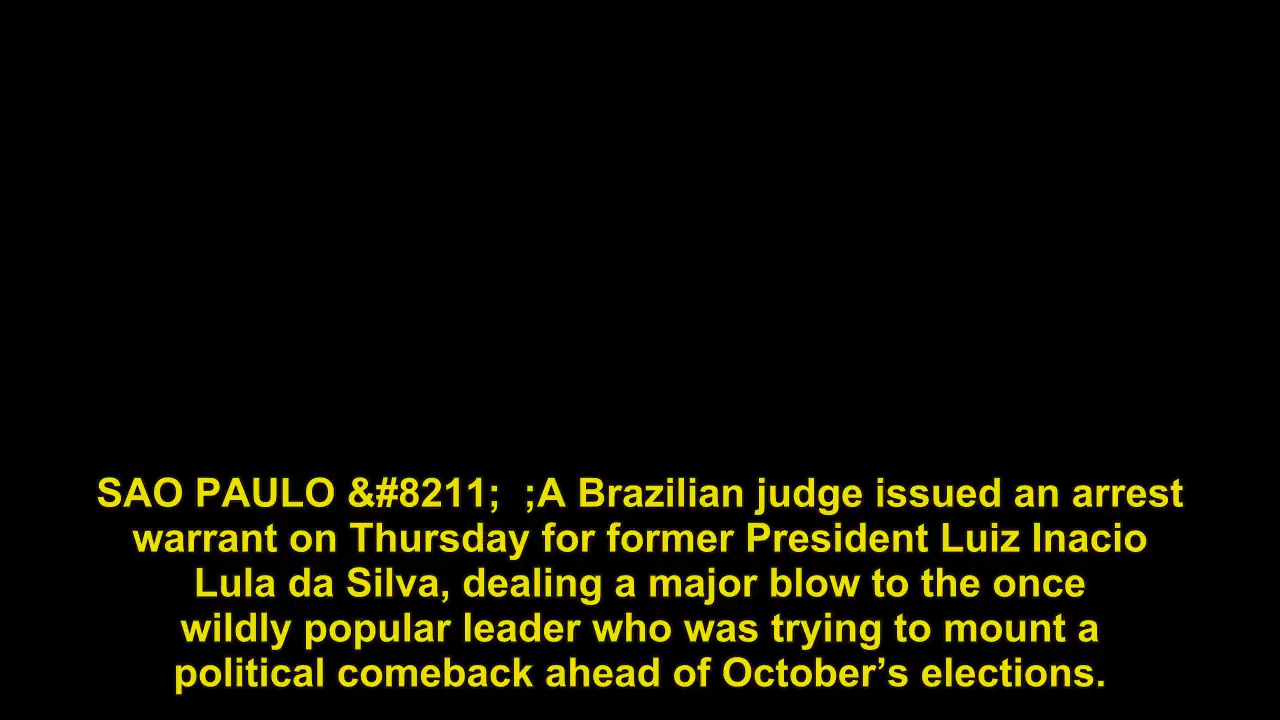 SAO PAULO &#8211;  ;A Brazilian judge issued an arrest
warrant on Thursday for former President Luiz Inacio
Lula da Silva, dealing a major blow to the once
wildly popular leader who was trying to mount a
political comeback ahead of October’s elections.